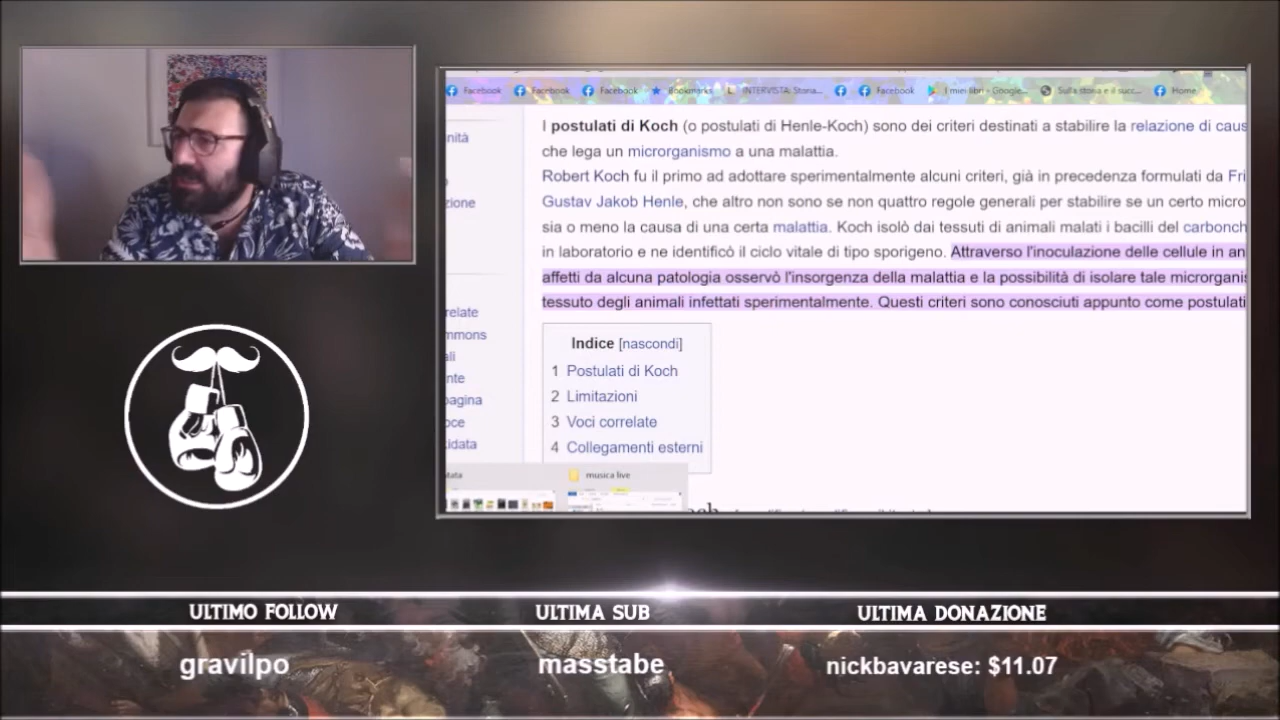 Facebook
Facebook
Facebook
Bookmarks
INTERVISTA: Storia...
Facebook
I miei libri - Google...
Sulla storia e il succ...
Home
I postulati di Koch (o postulati di Henle-Koch) sono dei criteri destinati a stabilire la relazione di caus
che lega un microrganismo a una malattia.
Robert Koch fu il primo ad adottare sperimentalmente alcuni criteri, già in precedenza formulati da Fri
Gustav Jakob Henle, che altro non sono se non quattro regole generali per stabilire se un certo micro
sia o meno la causa di una certa malattia. Koch isolò dai tessuti di animali malati i bacilli del carbonch
in laboratorio e ne identificò il ciclo vitale di tipo sporigeno. Attraverso l'inoculazione delle cellule in an
affetti da alcuna patologia osservò l'insorgenza della malattia e la possibilità di isolare tale microrganis
tessuto degli animali infettati sperimentalmente. Questi criteri sono conosciuti appunto come postulati
nità
zione
relate
mmons
ali
nte
pagina
oce
kidata
Indice [nascondi]
1 Postulati di Koch
2 Limitazioni
3 Voci correlate
4 Collegamenti esterni
musica live
ULTIMO FOLLOW
ULTIMA SUB
ULTIMA DONAZIONE
gravilpo
masstabe
nickbavarese: $11.07